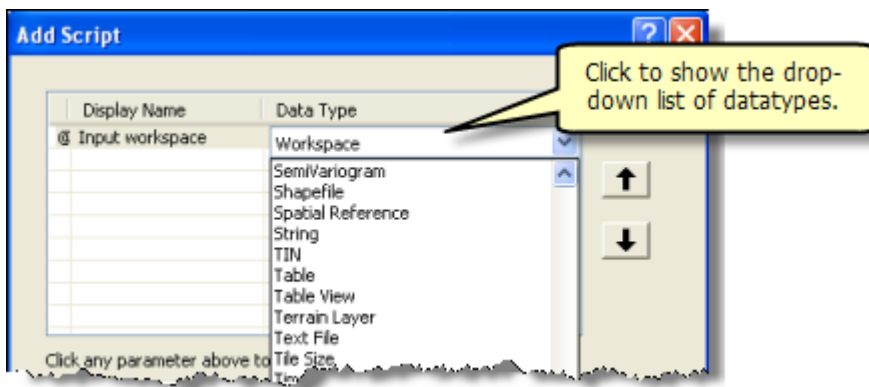 Add Script
Click to show the drop-
down list of datatypes.
Display Name Data Type
Input workspace Workspace
SemiVariogram
Shapefile
Spatial Reference
String
TIN
Table
Table View
Terrain Layer
Text File
Tile Size
Click any parameter above to